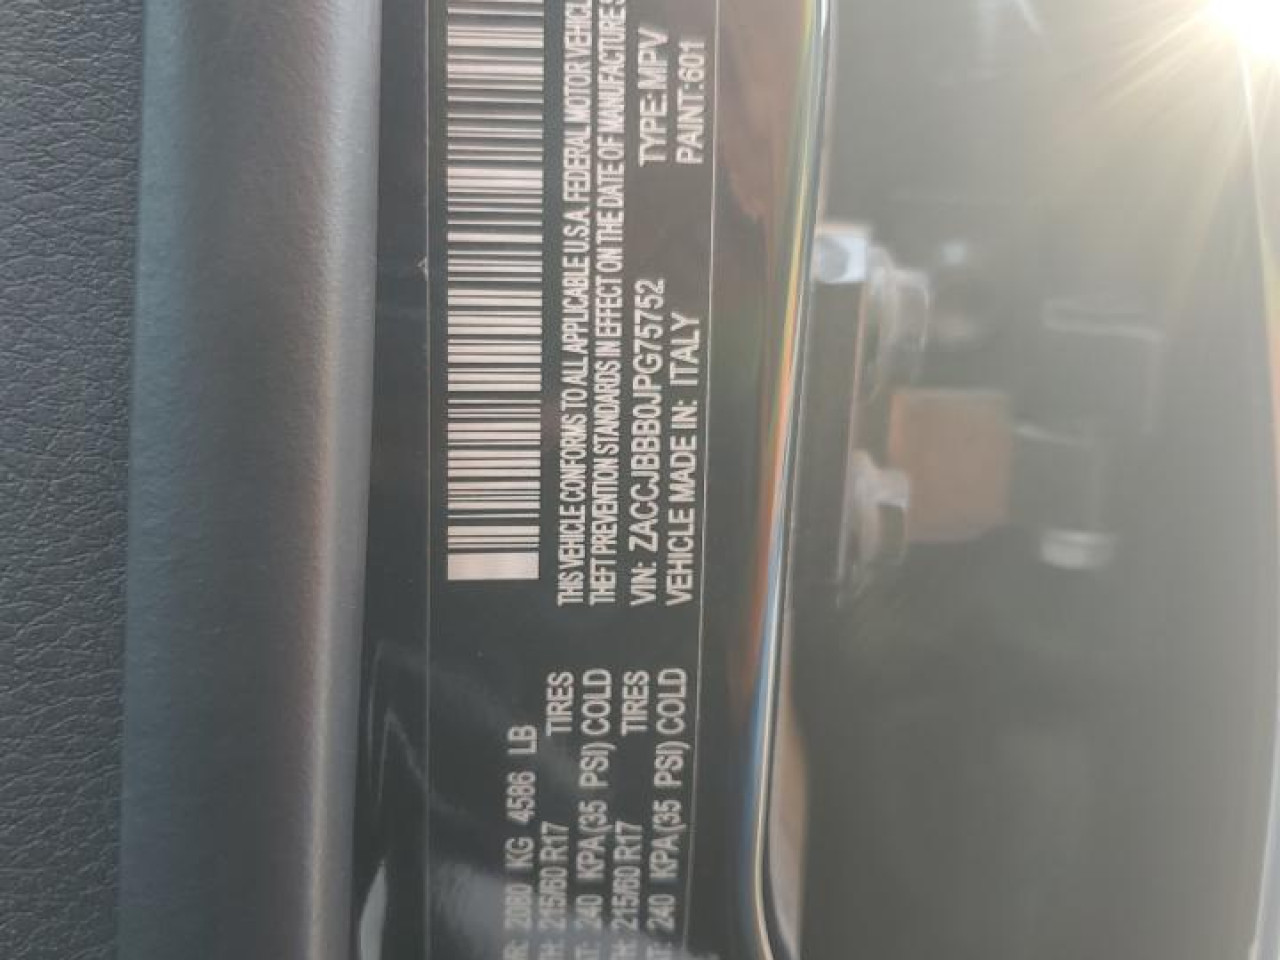 THIS VEHICLE CONFORMS TO ALL APPLICABLE U.S.A. FEDERAL MOTOR
THEFT PREVENTION STANDARDS IN EFFECT ON THE DATE OF MANUFACTURE
VIN: ZACCJBBB0JPG75752 TYPE: MPV
VEHICLE MADE IN: ITALY PAINT: 601
2080 KG 4586 LB
215/60 R17 TIRES
240 KPA (35 PSI) COLD
215/60 R17 TIRES
240 KPA (35 PSI) COLD